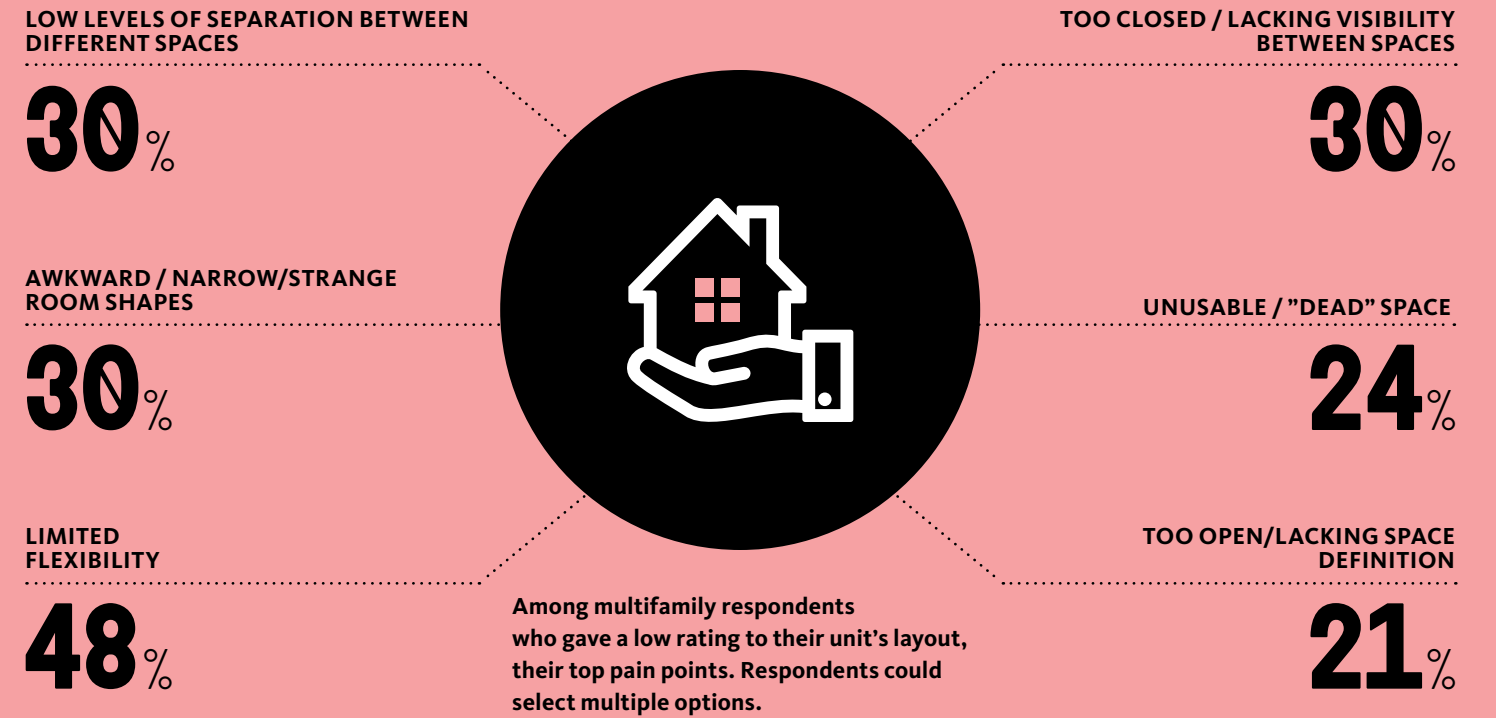 LOW LEVELS OF SEPARATION BETWEEN
DIFFERENT SPACES
30%
TOO CLOSED / LACKING VISIBILITY
BETWEEN SPACES
30%
AWKWARD / NARROW/STRANGE
ROOM SHAPES
30%
UNUSABLE / ”DEAD” SPACE
24%
LIMITED
FLEXIBILITY
48%
TOO OPEN/LACKING SPACE
DEFINITION
21%
Among multifamily respondents
who gave a low rating to their unit’s layout,
their top pain points. Respondents could
select multiple options.